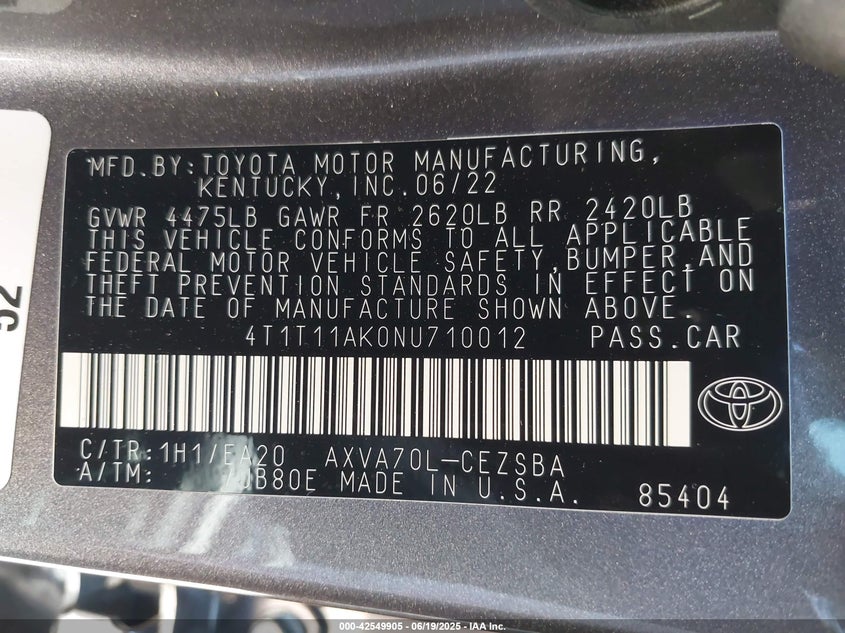 MFD.BY:TOYOTA MOTOR MANUFACTURING,
KENTUCKY,INC.06/22
GVWR 4475LB GAWR FR 2620LB RR 2420LB
THIS VEHICLE CONFORMS TO ALL APPLICABLE
FEDERAL MOTOR VEHICLE SAFETY,BUMPER,AND
THEFT PREVENTION STANDARDS IN EFFECT ON
THE DATE OF MANUFACTURE SHOWN ABOVE.
4T1T11AK0NU710012 PASS.CAR
C/TR:1H1/EA20 AXVA70L-CEZSBA
A/TM: 70B80E MADE IN U.S.A. 85404
52
000-42549905 - 06/19/2025 - IAA Inc.